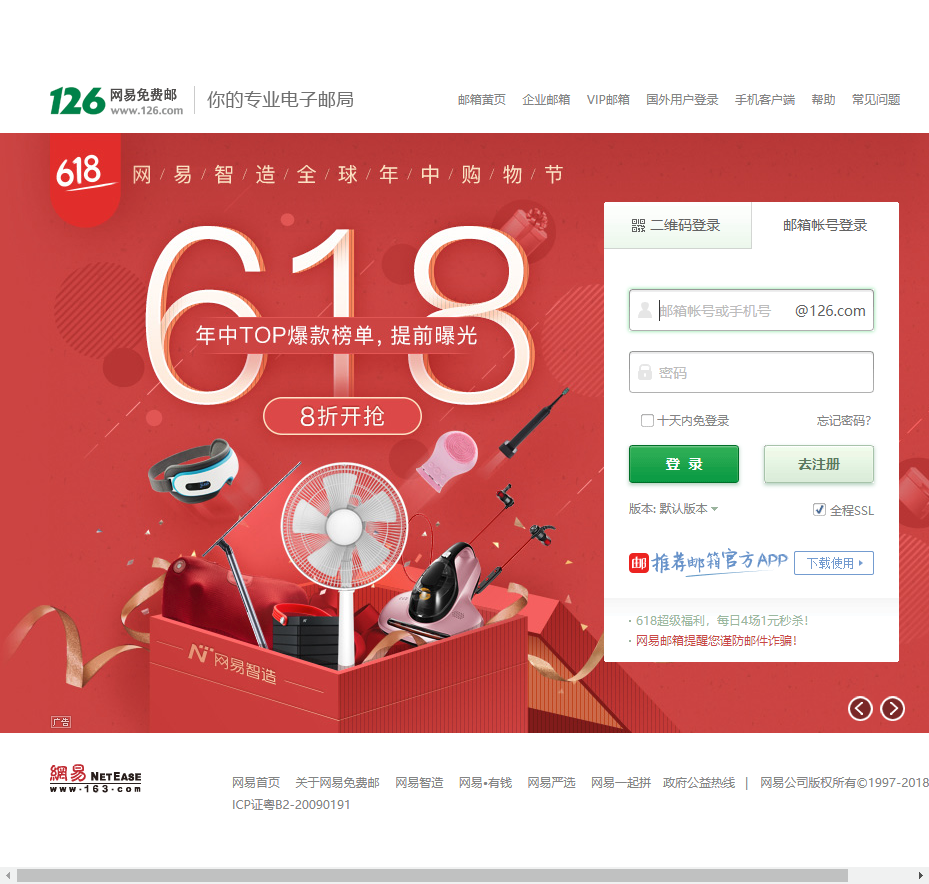 126 网易免费邮
www.126.com
你的专业电子邮局
邮箱黄页 企业邮箱 VIP邮箱 国外用户登录 手机客户端 帮助 常见问题
618
网 / 易 / 智 / 造 / 全 / 球 / 年 / 中 / 购 / 物 / 节
618
年中TOP爆款榜单, 提前曝光
8折开抢
网易智造
广告
二维码登录 邮箱帐号登录
邮箱帐号或手机号 @126.com
密码
十天内免登录 忘记密码?
登 录 去注册
版本: 默认版本 全程SSL
邮 推荐邮箱官方APP 下载使用
· 618超级福利，每日4场1元秒杀!
· 网易邮箱提醒您谨防邮件诈骗!
網易 NETEASE
www.163.com
网易首页 关于网易免费邮 网易智造 网易•有钱 网易严选 网易一起拼 政府公益热线 | 网易公司版权所有©1997-2018
ICP证粤B2-20090191